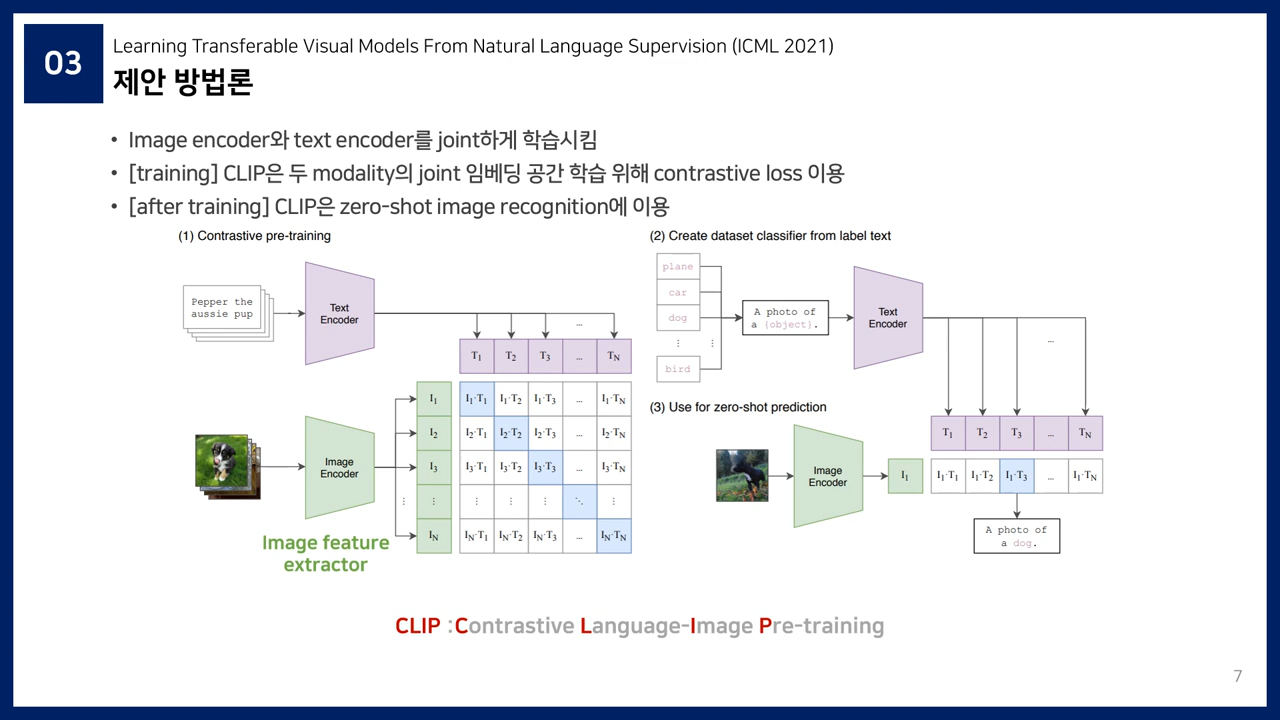 03
Learning Transferable Visual Models From Natural Language Supervision (ICML 2021)
제안 방법론
• Image encoder와 text encoder를 joint하게 학습시킴
• [training] CLIP은 두 modality의 joint 임베딩 공간 학습 위해 contrastive loss 이용
• [after training] CLIP은 zero-shot image recognition에 이용
(1) Contrastive pre-training
Pepper the
aussie pup
Text
Encoder
...
T1 T2 T3 ... TN
I1 I1·T1 I1·T2 I1·T3 ... I1·TN
I2 I2·T1 I2·T2 I2·T3 ... I2·TN
Image
Encoder
I3 I3·T1 I3·T2 I3·T3 ... I3·TN
⋮ ⋮ ⋮ ⋮ ⋮ ⋱ ⋮
IN IN·T1 IN·T2 IN·T3 ... IN·TN
Image feature
extractor
(2) Create dataset classifier from label text
plane
car
dog
⋮ ⋮
bird
A photo of
a {object}.
Text
Encoder
...
(3) Use for zero-shot prediction
T1 T2 T3 ... TN
Image
Encoder
I1 I1·T1 I1·T2 I1·T3 ... I1·TN
A photo of
a dog.
CLIP :Contrastive Language-Image Pre-training
7